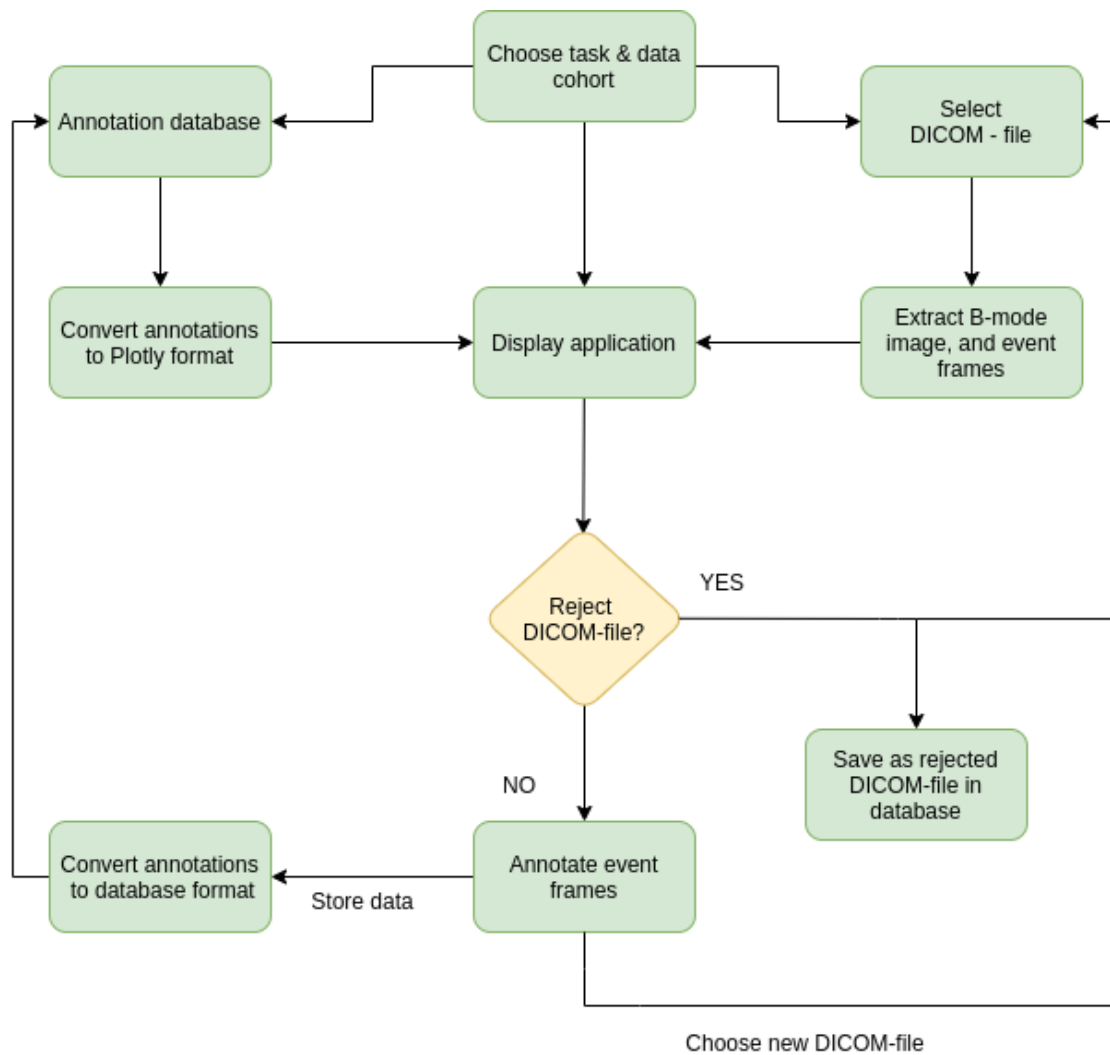 Choose task & data
cohort
Annotation database
Select
DICOM - file
Convert annotations
to Plotly format
Display application
Extract B-mode
image, and event
frames
Reject
DICOM-file?
YES
Save as rejected
DICOM-file in
database
NO
Convert annotations
to database format
Store data
Annotate event
frames
Choose new DICOM-file